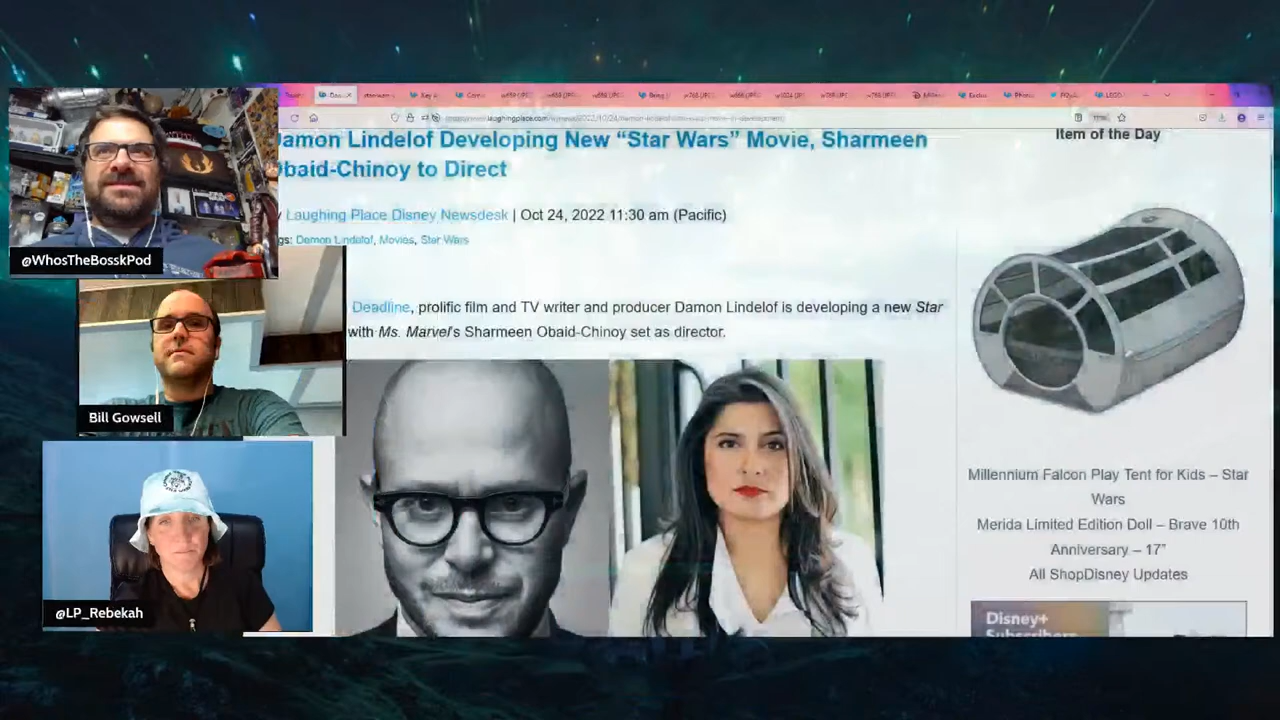 Damon Lindelof Developing New “Star Wars” Movie, Sharmeen
Obaid-Chinoy to Direct
Laughing Place Disney Newsdesk | Oct 24, 2022 11:30 am (Pacific)
Damon Lindelof, Movies, Star Wars
Deadline, prolific film and TV writer and producer Damon Lindelof is developing a new Star
with Ms. Marvel's Sharmeen Obaid-Chinoy set as director.
Item of the Day
Millennium Falcon Play Tent for Kids – Star
Wars
Merida Limited Edition Doll – Brave 10th
Anniversary – 17”
All ShopDisney Updates
Disney+
Subscribers
@WhosTheBosskPod
Bill Gowsell
@LP_Rebekah